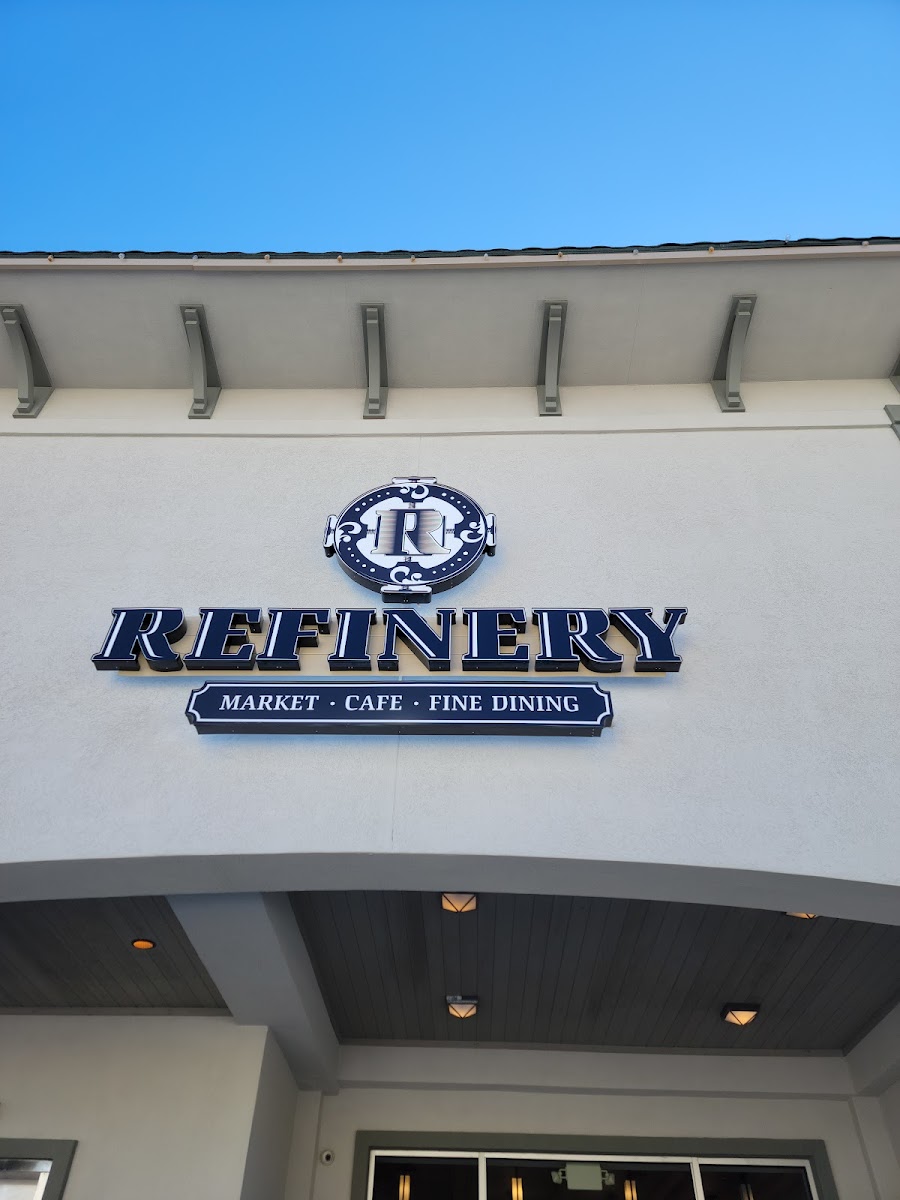 R
REFINERY
MARKET · CAFE · FINE DINING